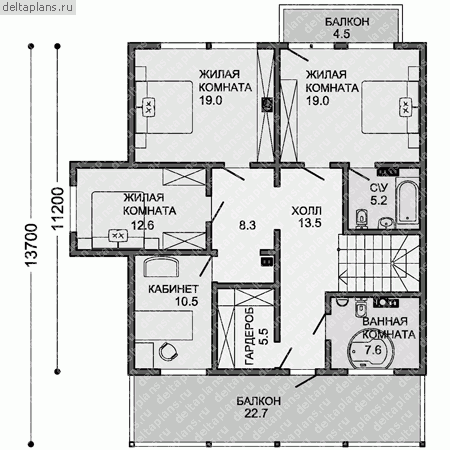 deltaplans.ru
БАЛКОН
4.5
ЖИЛАЯ
КОМНАТА
19.0
ЖИЛАЯ
КОМНАТА
19.0
ЖИЛАЯ
КОМНАТА
12.6
8.3
ХОЛЛ
13.5
С\У
5.2
КАБИНЕТ
10.5
ГАРДЕРОБ
5.5
ВАННАЯ
КОМНАТА
7.6
БАЛКОН
22.7
11200
13700